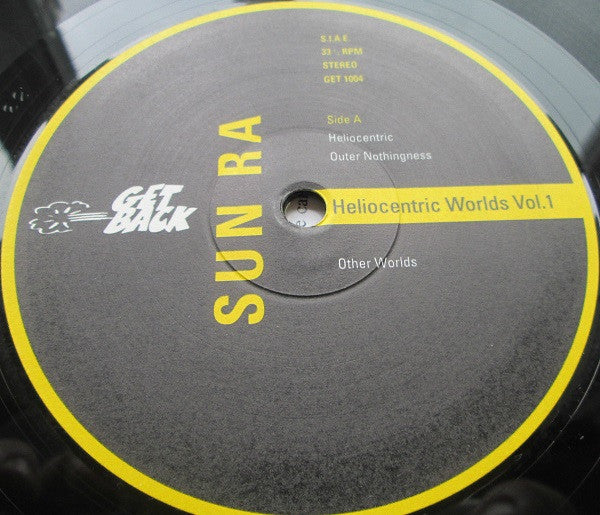 S.I.A.E.
33 . RPM
STEREO
GET 1004
Side A
Heliocentric
Outer Nothingness
Heliocentric Worlds Vol.1
Other Worlds
SUN RA
GET
BACK